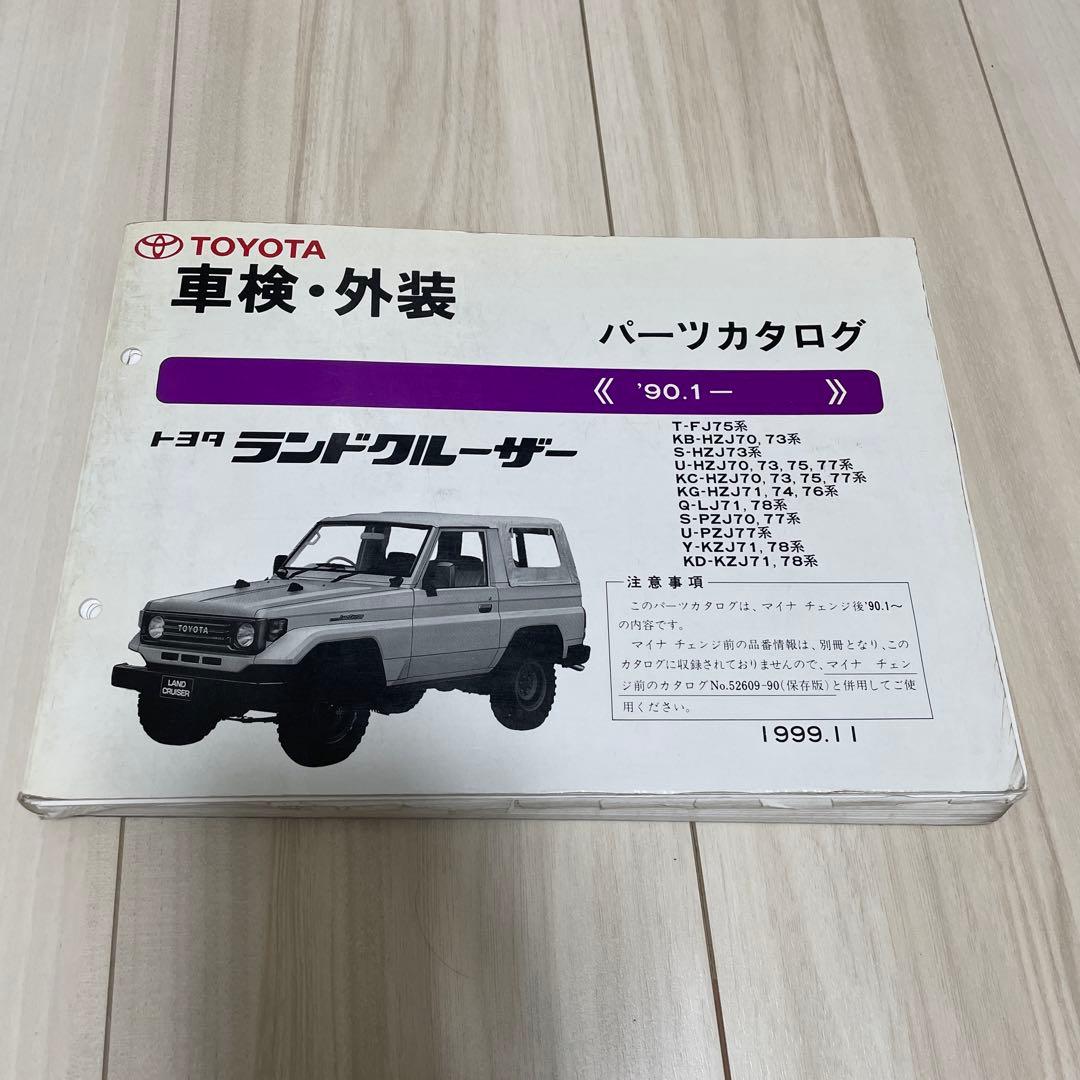 TOYOTA
車検・外装
パーツカタログ
《 '90.1ー 》
トヨタ ランドクルーザー
T-FJ75系
KB-HZJ70,73系
S-HZJ73系
U-HZJ70,73,75,77系
KC-HZJ70,73,75,77系
KG-HZJ71,74,76系
Q-LJ71,78系
S-PZJ70,77系
U-PZJ77系
Y-KZJ71,78系
KD-KZJ71,78系
注意事項
このパーツカタログは、マイナ チェンジ後'90.1〜
の内容です。
マイナ チェンジ前の品番情報は、別冊となり、この
カタログに収録されておりませんので、マイナ チェン
ジ前のカタログNo.52609-90(保存版)と併用してご使
用ください。
1999.11
TOYOTA
LAND
CRUISER